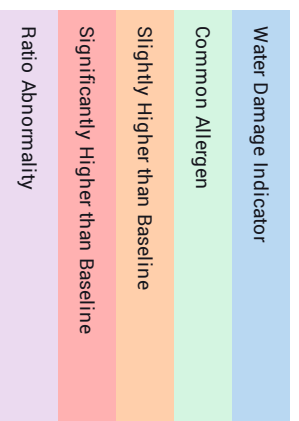 Ratio Abnormality
Significantly Higher than Baseline
Slightly Higher than Baseline
Common Allergen
Water Damage Indicator